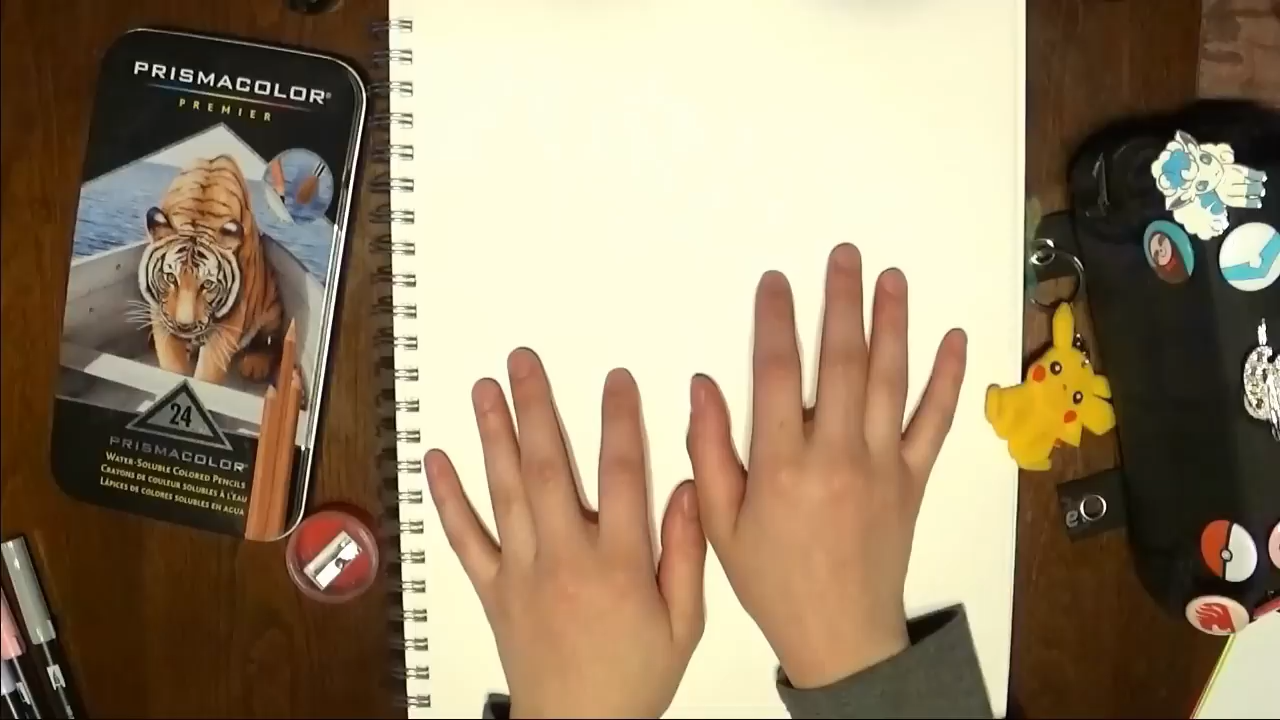 PRISMACOLOR®
PREMIER
24
PRISMACOLOR
WATER-SOLUBLE COLORED PENCILS
CRAYONS DE COULEUR SOLUBLES À L'EAU
LÁPICES DE COLORES SOLUBLES EN AGUA